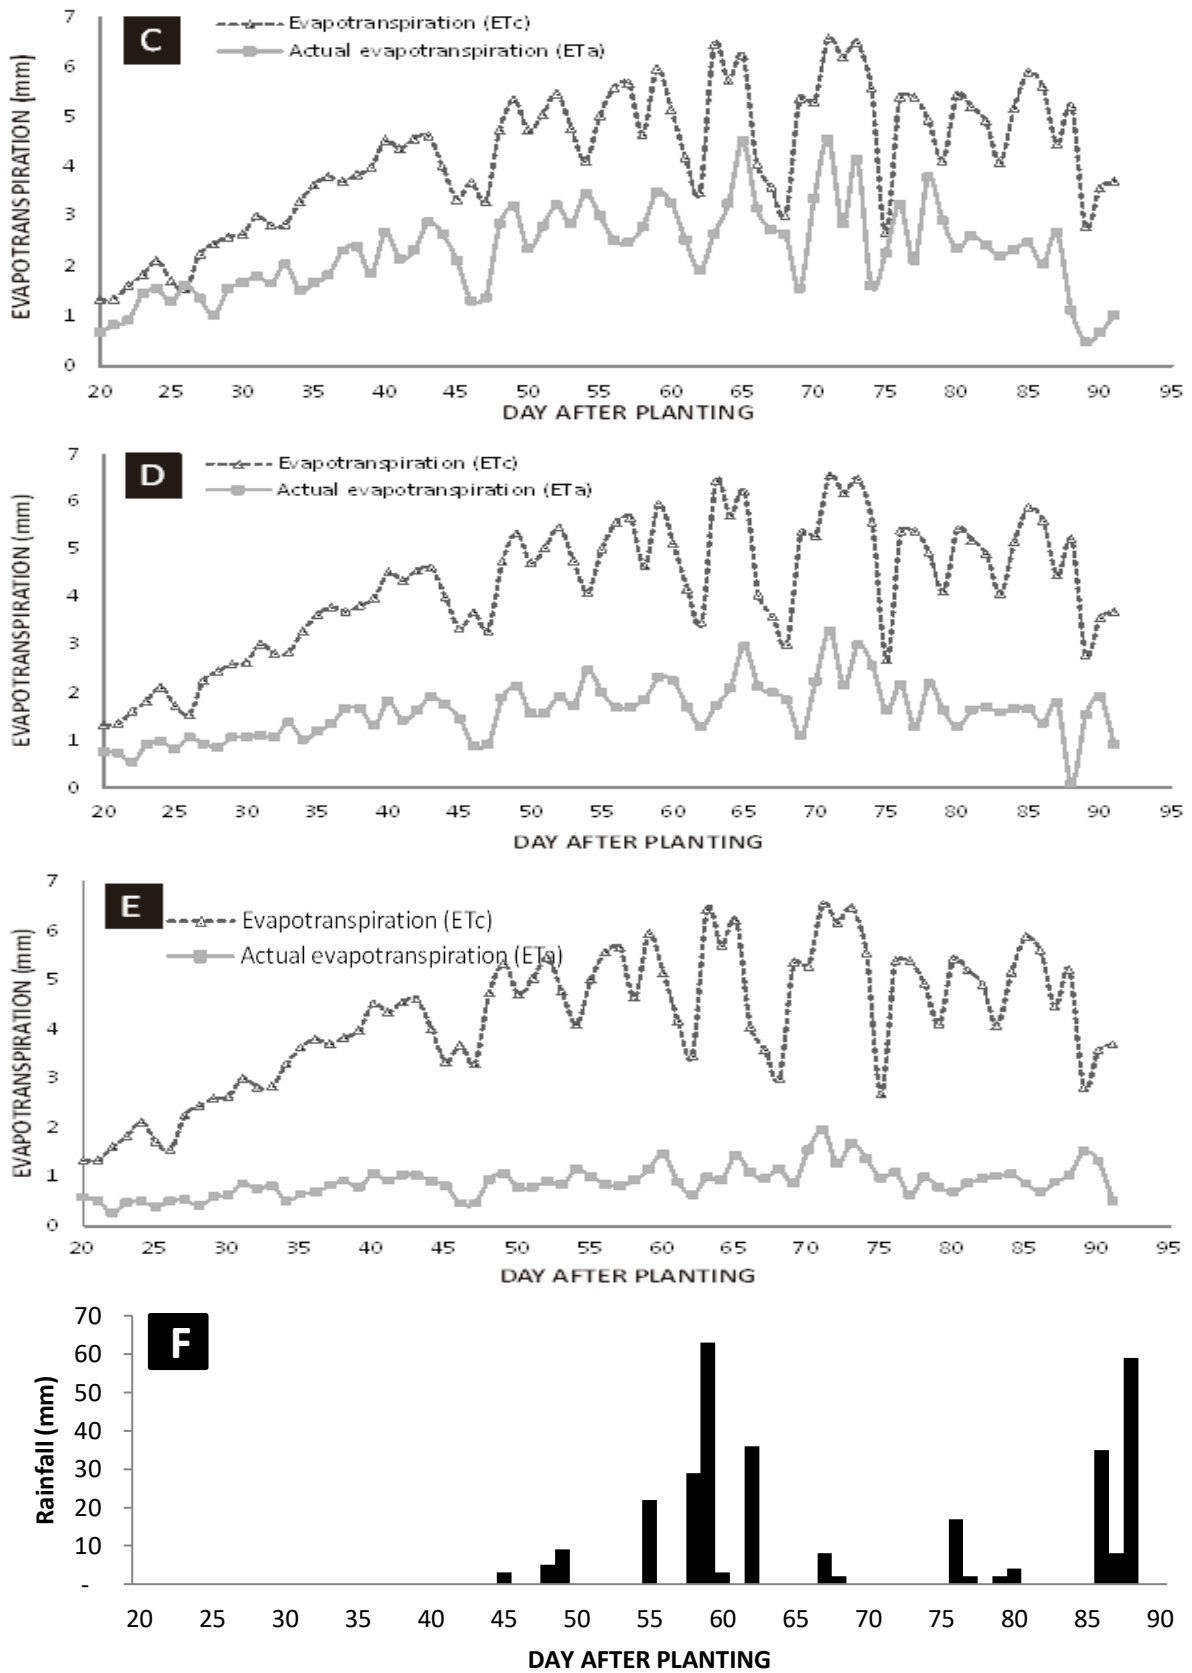 C
Evapotranspiration (ETc)
Actual evapotranspiration (ETa)
EVAPOTRANSPIRATION (mm)
7
6
5
4
3
2
1
0
20 25 30 35 40 45 50 55 60 65 70 75 80 85 90 95
DAY AFTER PLANTING
D
Evapotranspiration (ETc)
Actual evapotranspiration (ETa)
EVAPOTRANSPIRATION (mm)
7
6
5
4
3
2
1
0
20 25 30 35 40 45 50 55 60 65 70 75 80 85 90 95
DAY AFTER PLANTING
E
Evapotranspiration (ETc)
Actual evapotranspiration (ETa)
EVAPOTRANSPIRATION (mm)
7
6
5
4
3
2
1
0
20 25 30 35 40 45 50 55 60 65 70 75 80 85 90 95
DAY AFTER PLANTING
F
Rainfall (mm)
70
60
50
40
30
20
10
-
20 25 30 35 40 45 50 55 60 65 70 75 80 85 90
DAY AFTER PLANTING